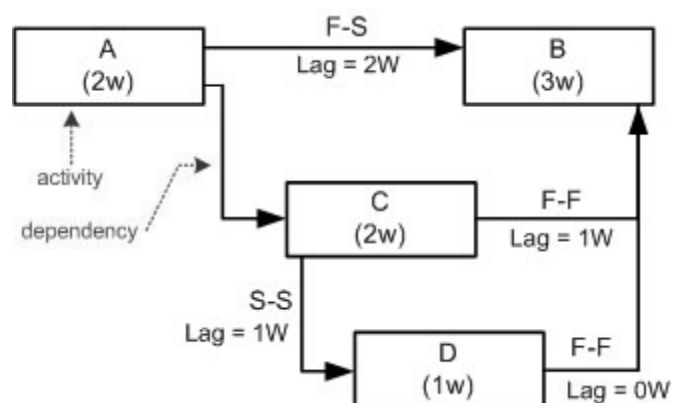 A
(2w)
F-S
Lag = 2W
B
(3w)
activity
dependency
C
(2w)
F-F
Lag = 1W
S-S
Lag = 1W
D
(1w)
F-F
Lag = 0W